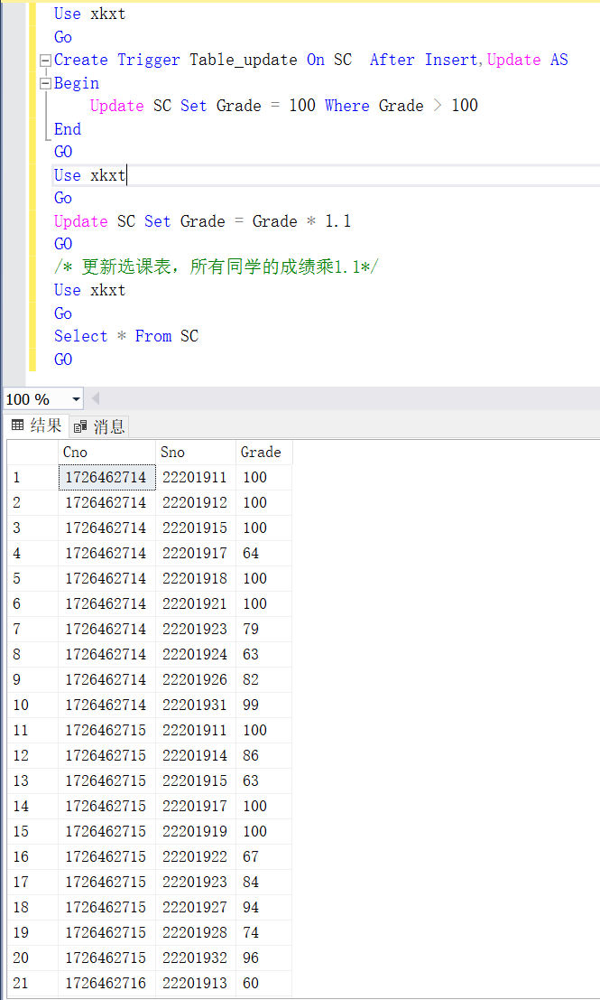 Use xkxt
Go
Create Trigger Table_update On SC  After Insert,Update AS
Begin
    Update SC Set Grade = 100 Where Grade > 100
End
GO
Use xkxt
Go
Update SC Set Grade = Grade * 1.1
GO
/* 更新选课表，所有同学的成绩乘1.1*/
Use xkxt
Go
Select * From SC
GO
100 %
结果 消息
Cno Sno Grade
1 1726462714 22201911 100
2 1726462714 22201912 100
3 1726462714 22201915 100
4 1726462714 22201917 64
5 1726462714 22201918 100
6 1726462714 22201921 100
7 1726462714 22201923 79
8 1726462714 22201924 63
9 1726462714 22201926 82
10 1726462714 22201931 99
11 1726462715 22201911 100
12 1726462715 22201914 86
13 1726462715 22201915 63
14 1726462715 22201917 100
15 1726462715 22201919 100
16 1726462715 22201922 67
17 1726462715 22201923 84
18 1726462715 22201927 94
19 1726462715 22201928 74
20 1726462715 22201932 96
21 1726462716 22201913 60